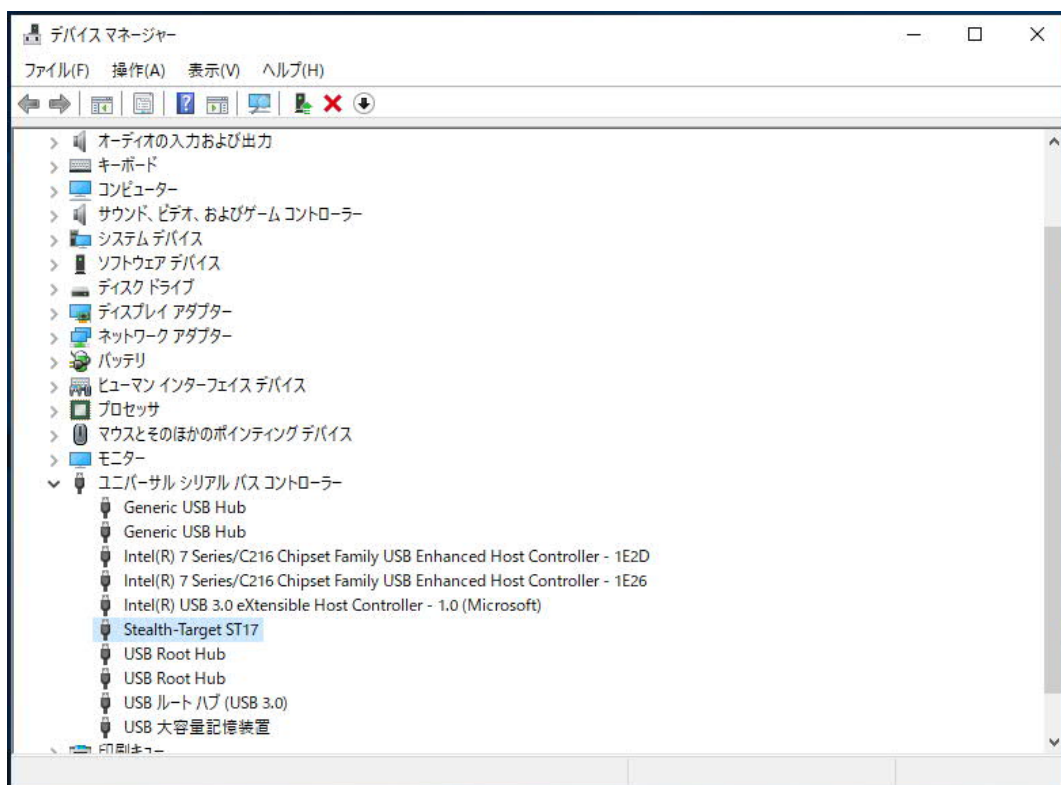 デバイス マネージャー
ファイル(F) 操作(A) 表示(V) ヘルプ(H)
オーディオの入力および出力
キーボード
コンピューター
サウンド、ビデオ、およびゲーム コントローラー
システム デバイス
ソフトウェア デバイス
ディスク ドライブ
ディスプレイ アダプター
ネットワーク アダプター
バッテリ
ヒューマン インターフェイス デバイス
プロセッサ
マウスとそのほかのポインティング デバイス
モニター
ユニバーサル シリアル バス コントローラー
Generic USB Hub
Generic USB Hub
Intel(R) 7 Series/C216 Chipset Family USB Enhanced Host Controller - 1E2D
Intel(R) 7 Series/C216 Chipset Family USB Enhanced Host Controller - 1E26
Intel(R) USB 3.0 eXtensible Host Controller - 1.0 (Microsoft)
Stealth-Target ST17
USB Root Hub
USB Root Hub
USB ルート ハブ (USB 3.0)
USB 大容量記憶装置
印刷キュー